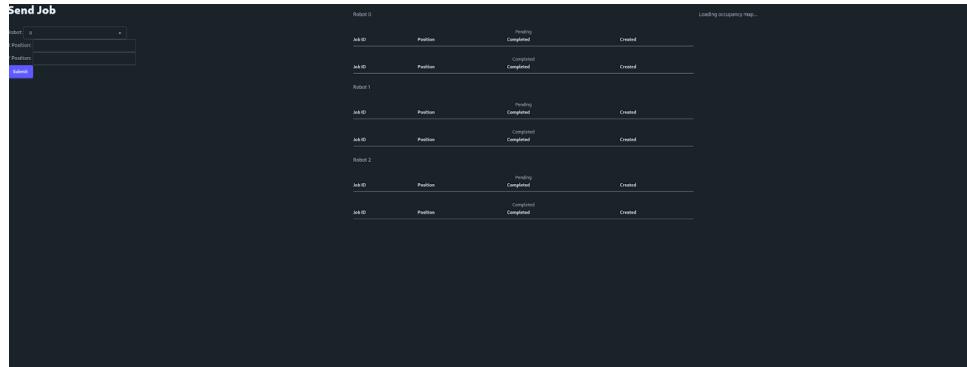 Send Job
Robot: 0
X Position:
Y Position:
Submit
Robot 0
Pending
Job ID Position Completed Created
Completed
Job ID Position Completed Created
Robot 1
Pending
Job ID Position Completed Created
Completed
Job ID Position Completed Created
Robot 2
Pending
Job ID Position Completed Created
Completed
Job ID Position Completed Created
Loading occupancy map...